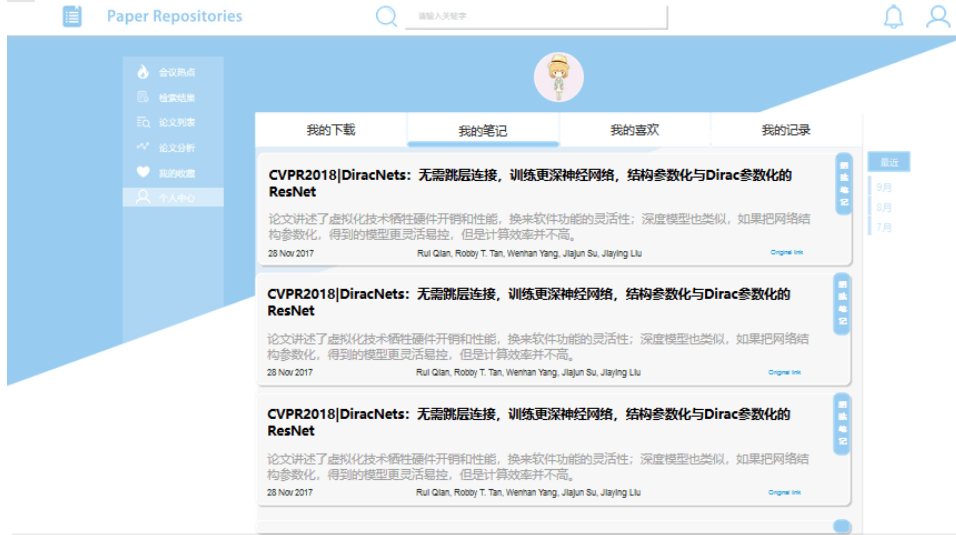 Paper Repositories
请输入关键字
会议热点
检索结果
论文列表
论文分析
我的收藏
个人中心
我的下载 我的笔记 我的喜欢 我的记录
最近
9月
8月
7月
CVPR2018|DiracNets：无需跳层连接，训练更深神经网络，结构参数化与Dirac参数化的
ResNet
删除笔记
论文讲述了虚拟化技术牺牲硬件开销和性能，换来软件功能的灵活性；深度模型也类似，如果把网络结
构参数化，得到的模型更灵活易控，但是计算效率并不高。
28 Nov 2017 Rui Qian, Robby T. Tan, Wenhan Yang, Jiajun Su, Jiaying Liu Original link
CVPR2018|DiracNets：无需跳层连接，训练更深神经网络，结构参数化与Dirac参数化的
ResNet
删除笔记
论文讲述了虚拟化技术牺牲硬件开销和性能，换来软件功能的灵活性；深度模型也类似，如果把网络结
构参数化，得到的模型更灵活易控，但是计算效率并不高。
28 Nov 2017 Rui Qian, Robby T. Tan, Wenhan Yang, Jiajun Su, Jiaying Liu Original link
CVPR2018|DiracNets：无需跳层连接，训练更深神经网络，结构参数化与Dirac参数化的
ResNet
删除笔记
论文讲述了虚拟化技术牺牲硬件开销和性能，换来软件功能的灵活性；深度模型也类似，如果把网络结
构参数化，得到的模型更灵活易控，但是计算效率并不高。
28 Nov 2017 Rui Qian, Robby T. Tan, Wenhan Yang, Jiajun Su, Jiaying Liu Original link